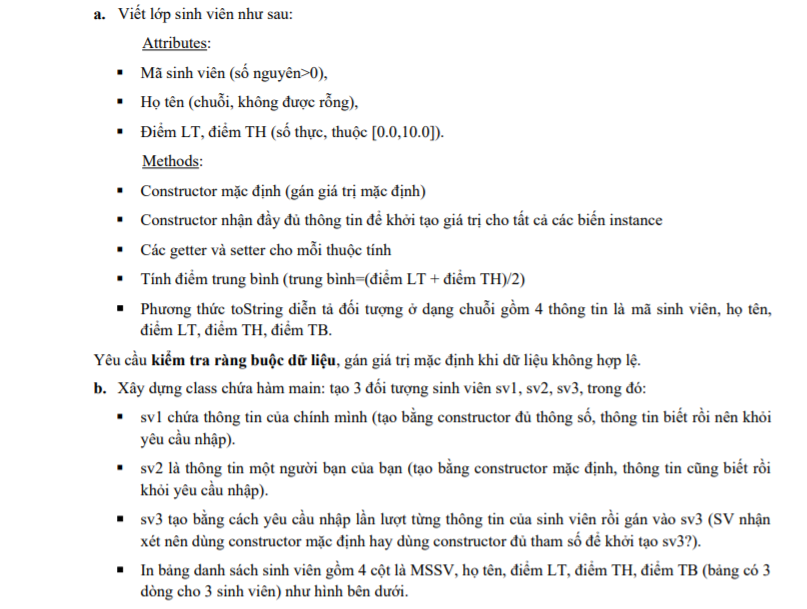 a. Viết lớp sinh viên như sau:
Attributes:
▪ Mã sinh viên (số nguyên>0),
▪ Họ tên (chuỗi, không được rỗng),
▪ Điểm LT, điểm TH (số thực, thuộc [0.0,10.0]).
Methods:
▪ Constructor mặc định (gán giá trị mặc định)
▪ Constructor nhận đầy đủ thông tin để khởi tạo giá trị cho tất cả các biến instance
▪ Các getter và setter cho mỗi thuộc tính
▪ Tính điểm trung bình (trung bình=(điểm LT + điểm TH)/2)
▪ Phương thức toString diễn tả đối tượng ở dạng chuỗi gồm 4 thông tin là mã sinh viên, họ tên,
điểm LT, điểm TH, điểm TB.
Yêu cầu kiểm tra ràng buộc dữ liệu, gán giá trị mặc định khi dữ liệu không hợp lệ.
b. Xây dựng class chứa hàm main: tạo 3 đối tượng sinh viên sv1, sv2, sv3, trong đó:
▪ sv1 chứa thông tin của chính mình (tạo bằng constructor đủ thông số, thông tin biết rồi nên khỏi
yêu cầu nhập).
▪ sv2 là thông tin một người bạn của bạn (tạo bằng constructor mặc định, thông tin cũng biết rồi
khỏi yêu cầu nhập).
▪ sv3 tạo bằng cách yêu cầu nhập lần lượt từng thông tin của sinh viên rồi gán vào sv3 (SV nhận
xét nên dùng constructor mặc định hay dùng constructor đủ tham số để khởi tạo sv3?).
▪ In bảng danh sách sinh viên gồm 4 cột là MSSV, họ tên, điểm LT, điểm TH, điểm TB (bảng có 3
dòng cho 3 sinh viên) như hình bên dưới.